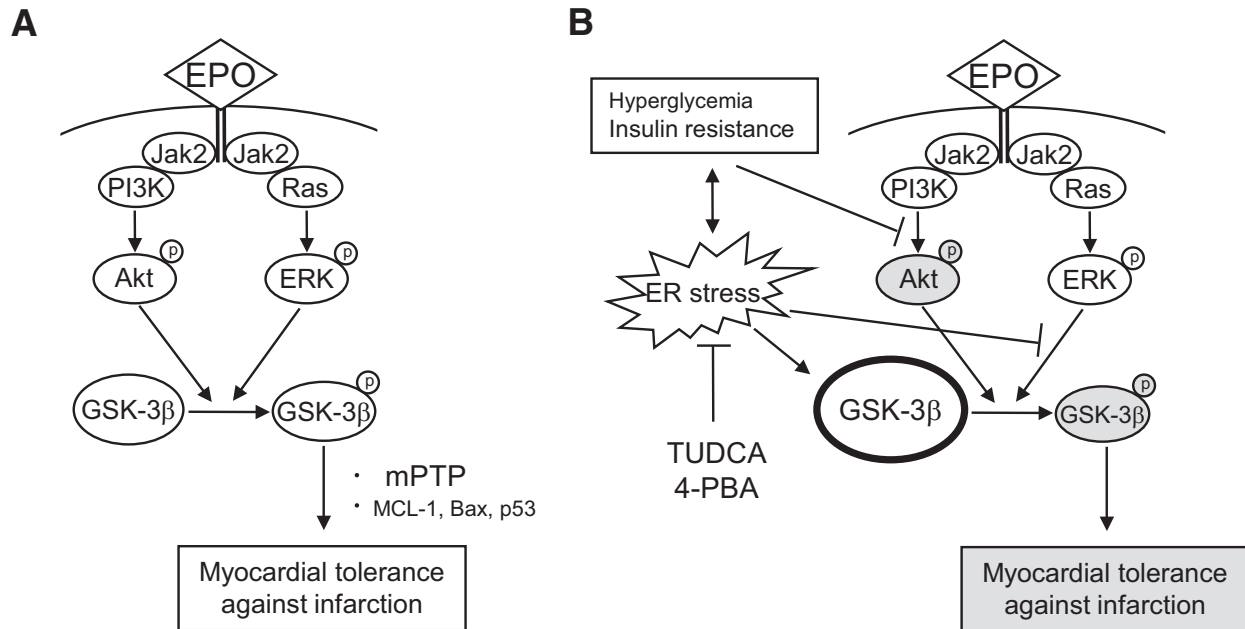 A
EPO
Jak2
Jak2
PI3K
Ras
p
p
Akt
ERK
p
GSK-3β
GSK-3β
・ mPTP
・ MCL-1, Bax, p53
Myocardial tolerance
against infarction
B
EPO
Hyperglycemia
Insulin resistance
Jak2
Jak2
PI3K
Ras
p
p
Akt
ERK
ER stress
p
GSK-3β
GSK-3β
TUDCA
4-PBA
Myocardial tolerance
against infarction